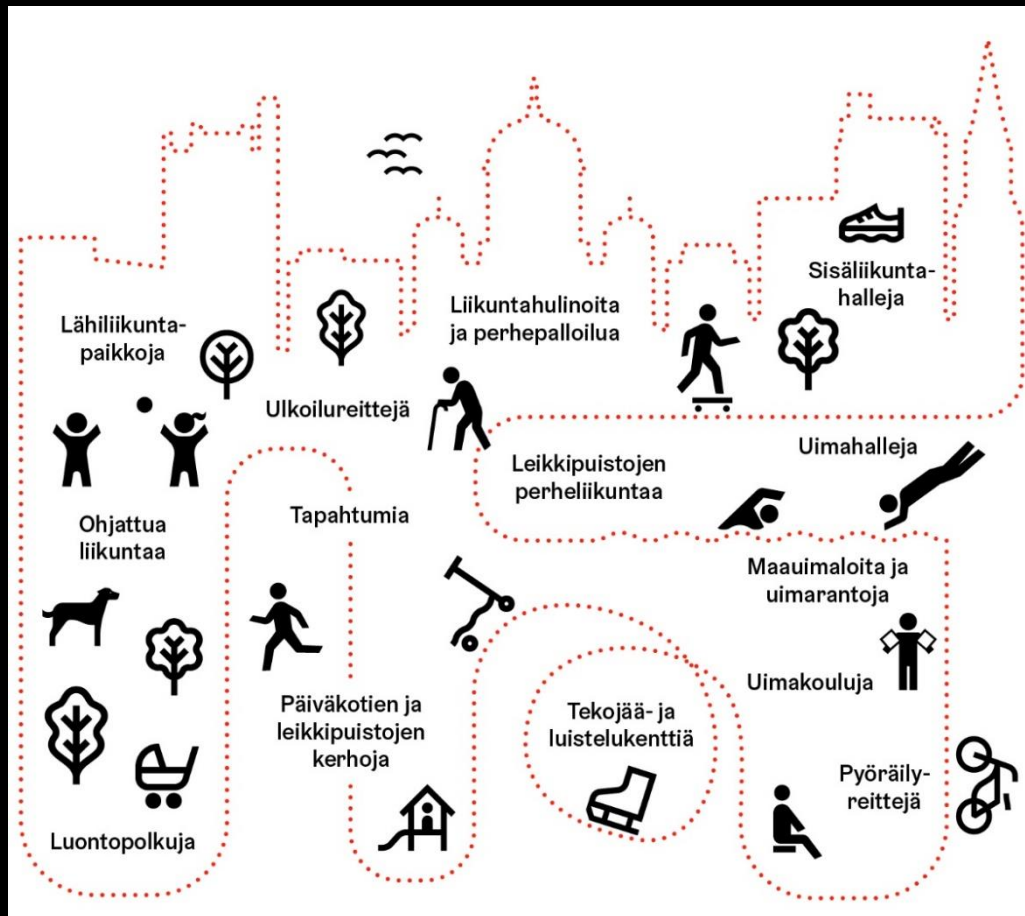 Sisäliikunta-
halleja
Liikuntahulinoita
ja perhepalloilua
Lähiliikunta-
paikkoja
Ulkoilureittejä
Uimahalleja
Leikkipuistojen
perheliikuntaa
Tapahtumia
Ohjattua
liikuntaa
Maauimaloita ja
uimarantoja
Uimakouluja
Päiväkotien ja
leikkipuistojen
kerhoja
Tekojää- ja
luistelukenttiä
Pyöräily-
reittejä
Luontopolkuja